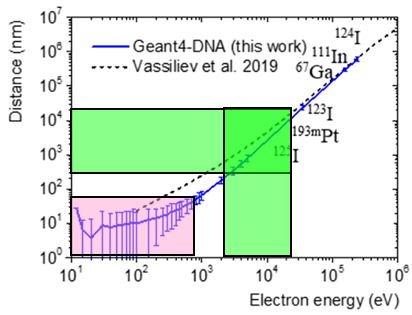 10⁷
10⁶
10⁵
10⁴
10³
10²
10¹
10⁰
Distance (nm)
Geant4-DNA (this work)
Vassiliev et al. 2019
¹²⁴I
¹¹¹In
⁶⁷Ga
¹²³I
¹⁹³ᵐPt
¹²⁵I
10¹ 10² 10³ 10⁴ 10⁵ 10⁶
Electron energy (eV)